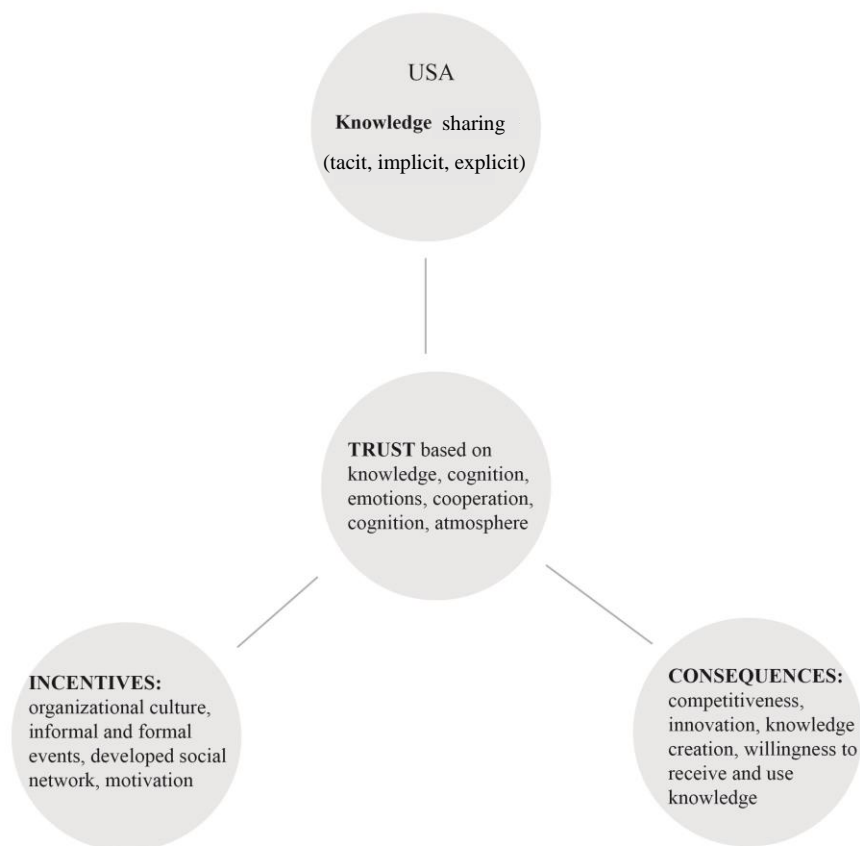 USA
Knowledge sharing
(tacit, implicit, explicit)
TRUST based on
knowledge, cognition,
emotions, cooperation,
cognition, atmosphere
INCENTIVES:
organizational culture,
informal and formal
events, developed social
network, motivation
CONSEQUENCES:
competitiveness,
innovation, knowledge
creation, willingness to
receive and use
knowledge